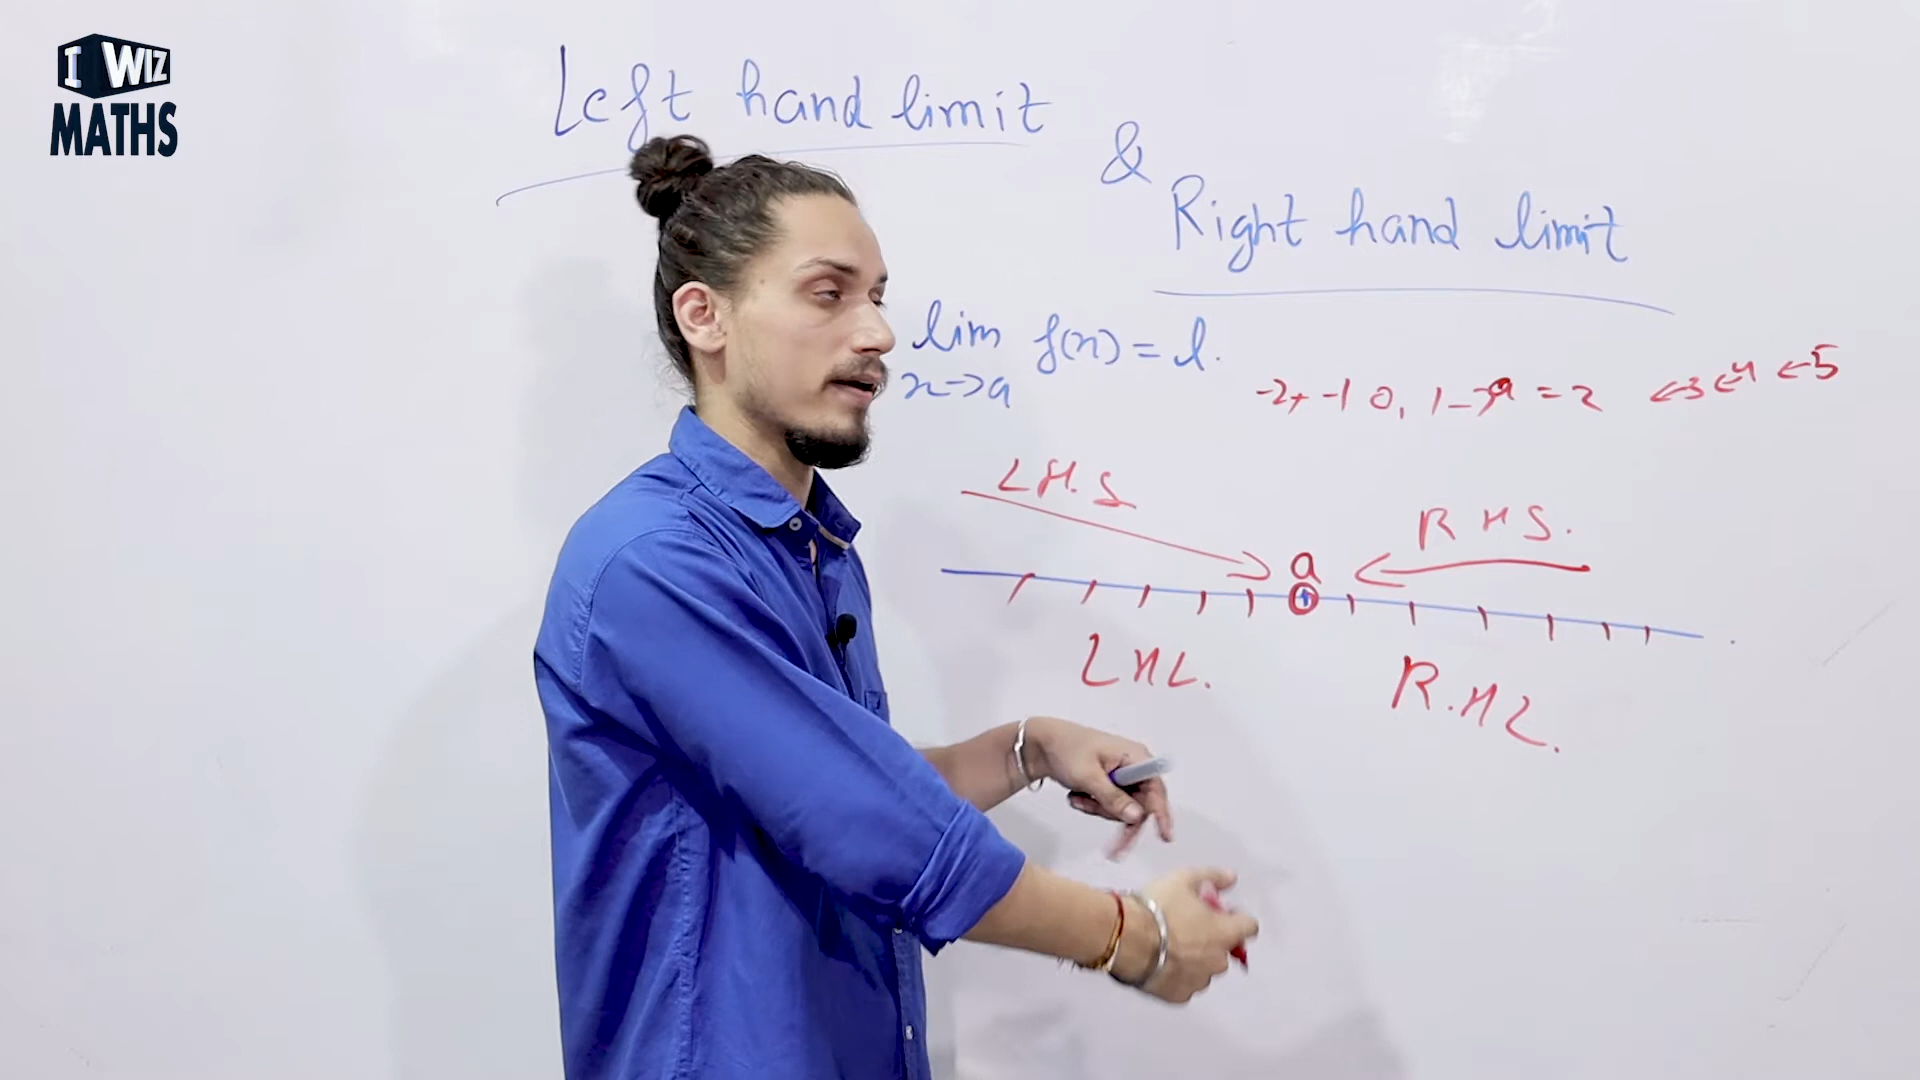 I WIZ
MATHS
Left hand limit
&
Right hand limit
lim f(x) = l.
x→a
-2, -1 0, 1 → a = 2 ←3 ←4 ←5
LH.S
RHS.
a
LHL.
R.HL.